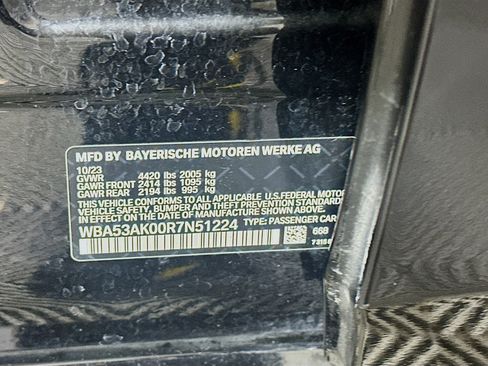 MFD BY BAYERISCHE MOTOREN WERKE AG
10/23
GVWR 4420 lbs 2005 kg
GAWR FRONT 2414 lbs 1095 kg
GAWR REAR 2194 lbs 995 kg
THIS VEHICLE CONFORMS TO ALL APPLICABLE U.S.FEDERAL MOTOR
VEHICLE SAFETY, BUMPER AND THEFT PREVENTION STANDARDS
IN EFFECT ON THE DATE OF MANUFACTURE SHOWN ABOVE.
WBA53AK00R7N51224 TYPE: PASSENGER CAR
668